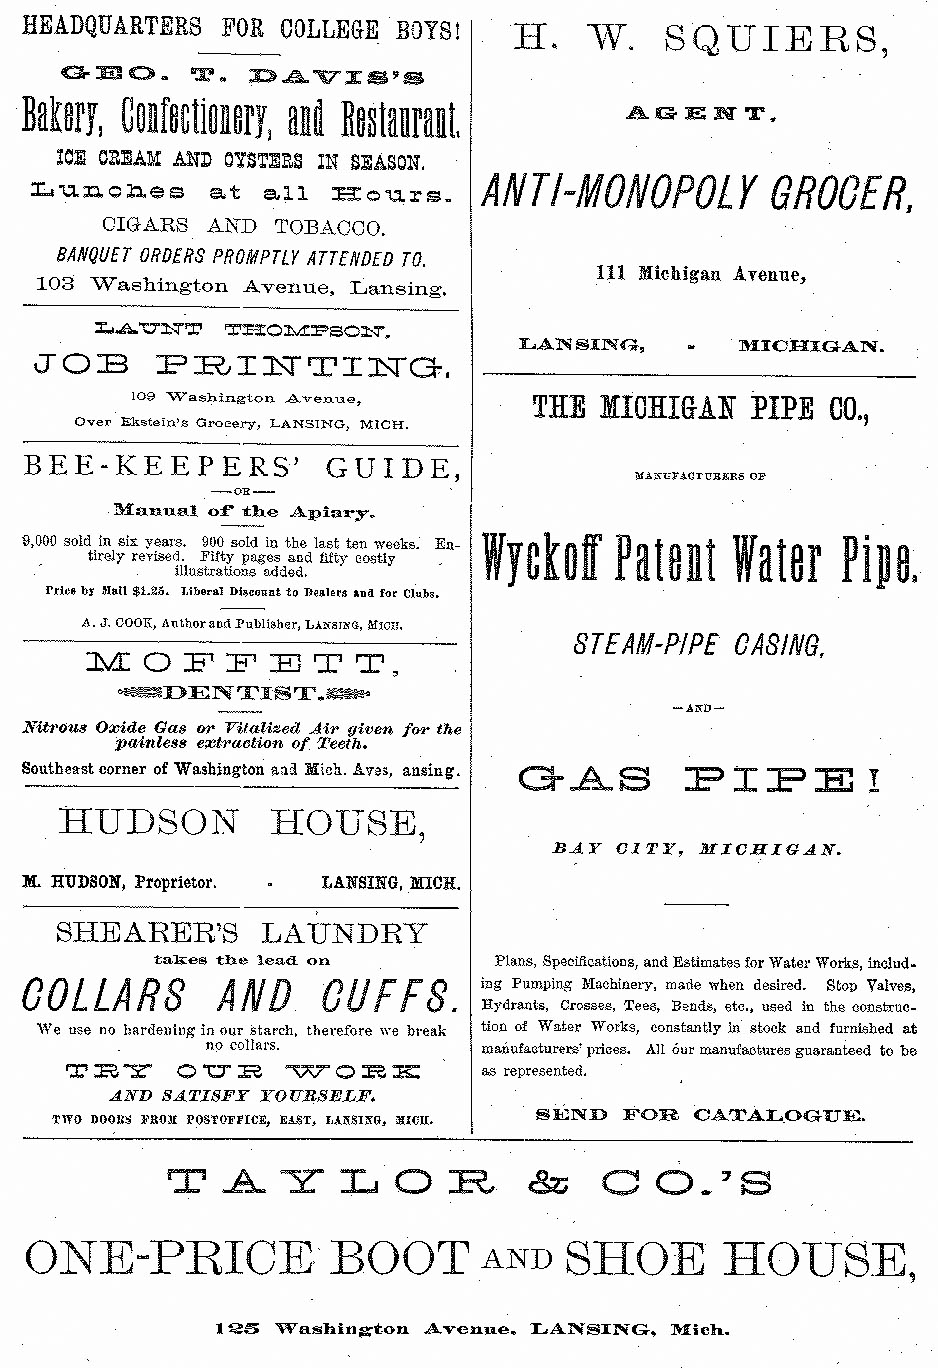 HEADQUARTERS FOR COLLEGE BOYS!
GEO. T. DAVIS'S
Bakery, Confectionery, and Restaurant.
ICE CREAM AND OYSTERS IN SEASON.
Lunches at all Hours.
CIGARS AND TOBACCO.
BANQUET ORDERS PROMPTLY ATTENDED TO.
103 Washington Avenue, Lansing.
LAUNT THOMPSON.
JOB PRINTING.
109 Washington Avenue,
Over Ekstein's Grocery, LANSING, MICH.
BEE-KEEPERS' GUIDE,
—OR—
Manual of the Apiary.
9,000 sold in six years. 900 sold in the last ten weeks. En-
tirely revised. Fifty pages and fifty costly
illustrations added.
Price by Mail $1.25. Liberal Discount to Dealers and for Clubs.
A. J. COOK, Author and Publisher, LANSING, MICH.
MOFFETT,
DENTIST.
Nitrous Oxide Gas or Vitalized Air given for the
painless extraction of Teeth.
Southeast corner of Washington and Mich. Aves, ansing.
HUDSON HOUSE,
M. HUDSON, Proprietor. - LANSING, MICH.
SHEARER'S LAUNDRY
takes the lead on
COLLARS AND CUFFS.
We use no hardening in our starch, therefore we break
no collars.
TRY OUR WORK
AND SATISFY YOURSELF.
TWO DOORS FROM POSTOFFICE, EAST, LANSING, MICH.
H. W. SQUIERS,
AGENT.
ANTI-MONOPOLY GROCER,
111 Michigan Avenue,
LANSING, - MICHIGAN.
THE MICHIGAN PIPE CO.,
MANUFACTURERS OF
Wyckoff Patent Water Pipe.
STEAM-PIPE CASING,
—AND—
GAS PIPE!
BAY CITY, MICHIGAN.
Plans, Specifications, and Estimates for Water Works, includ-
ing Pumping Machinery, made when desired. Stop Valves,
Hydrants, Crosses, Tees, Bends, etc., used in the construc-
tion of Water Works, constantly in stock and furnished at
manufacturers' prices. All our manufactures guaranteed to be
as represented.
SEND FOR CATALOGUE.
TAYLOR & CO.'S
ONE-PRICE BOOT AND SHOE HOUSE,
125 Washington Avenue. LANSING, Mich.